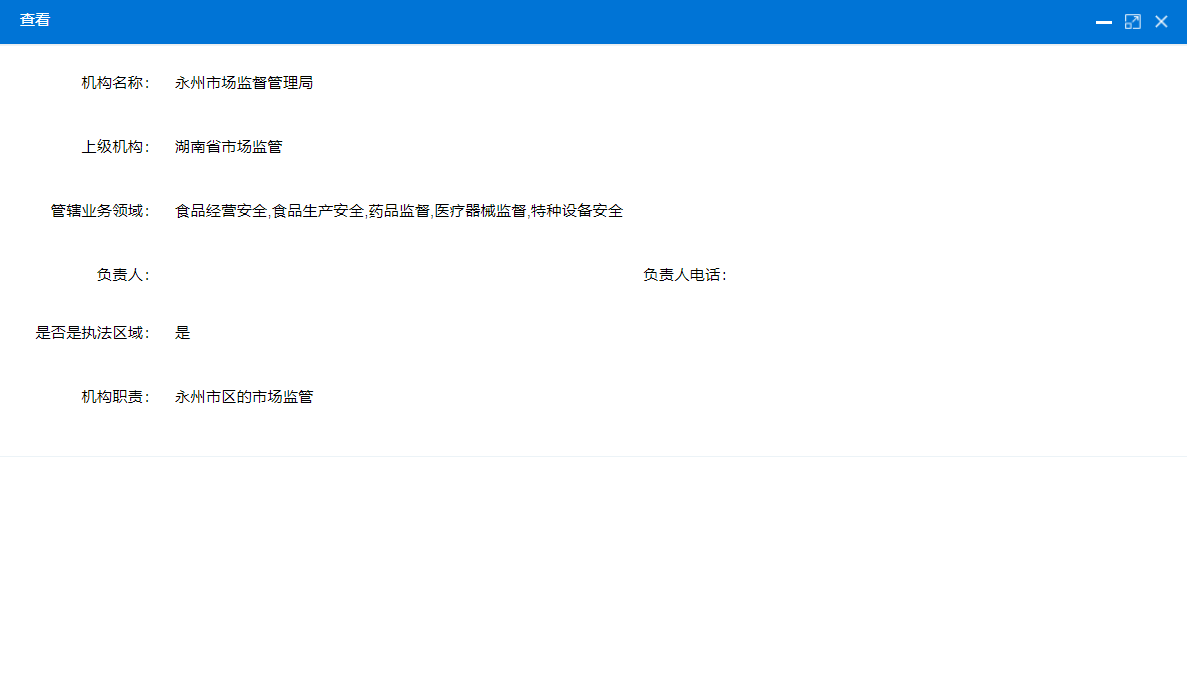 查看
机构名称： 永州市场监督管理局
上级机构： 湖南省市场监管
管辖业务领域： 食品经营安全,食品生产安全,药品监督,医疗器械监督,特种设备安全
负责人： 负责人电话：
是否是执法区域： 是
机构职责： 永州市区的市场监管